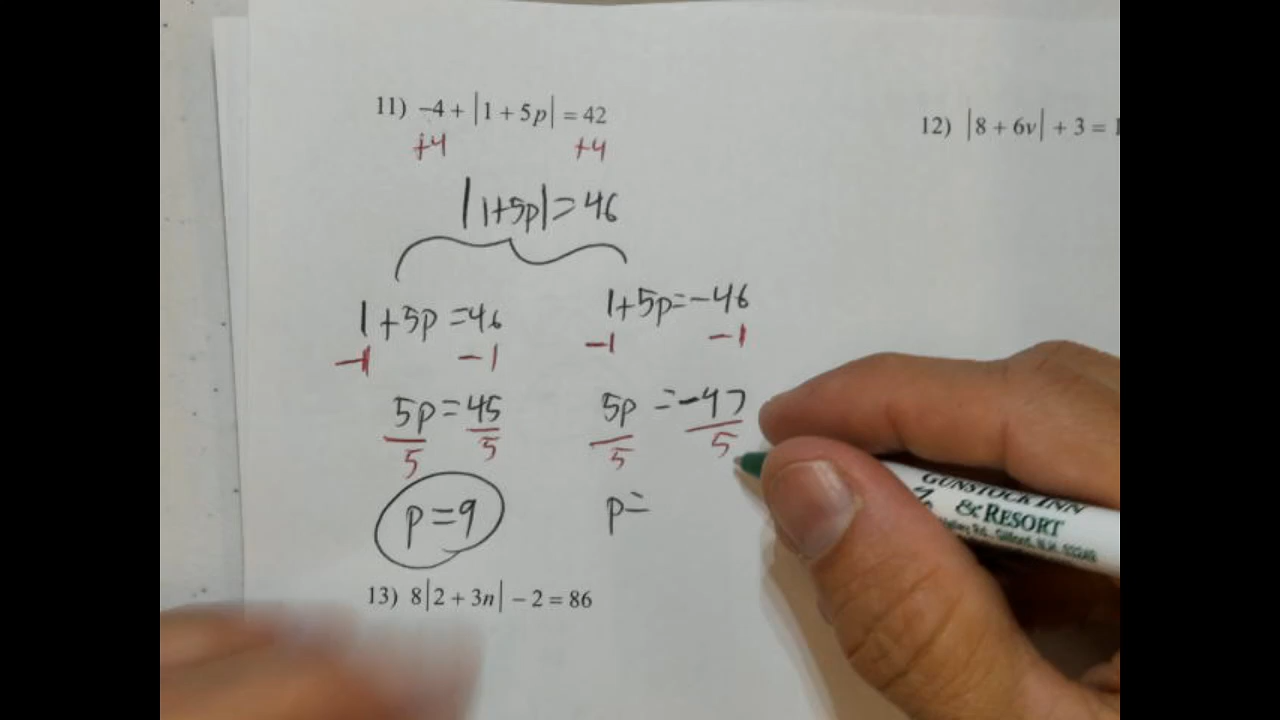 11) −4 + |1 + 5p| = 42
+4 +4
|1+5p|=46
1+5p=46
-1 -1
5p=45
5 5
p=9
1+5p=-46
-1 -1
5p=-47
5 5
p=
12) |8 + 6v| + 3 =
13) 8|2 + 3n| − 2 = 86
GUNSTOCK INN
& RESORT